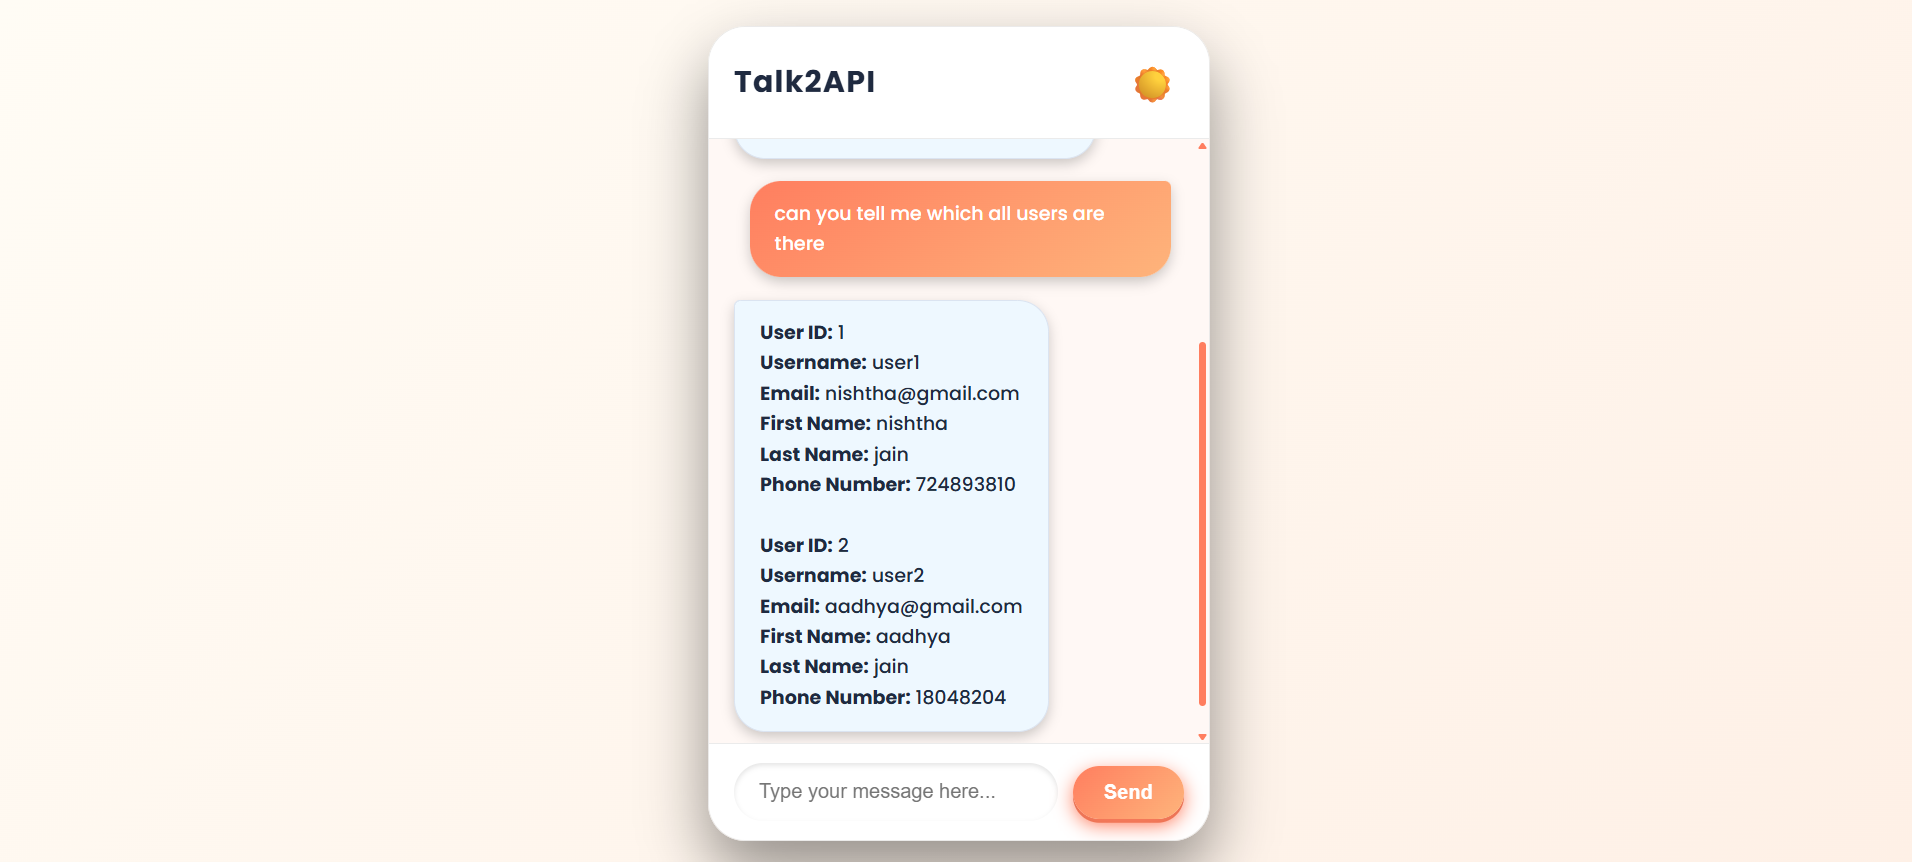 Talk2API
can you tell me which all users are
there
User ID: 1
Username: user1
Email: nishtha@gmail.com
First Name: nishtha
Last Name: jain
Phone Number: 724893810
User ID: 2
Username: user2
Email: aadhya@gmail.com
First Name: aadhya
Last Name: jain
Phone Number: 18048204
Type your message here...
Send